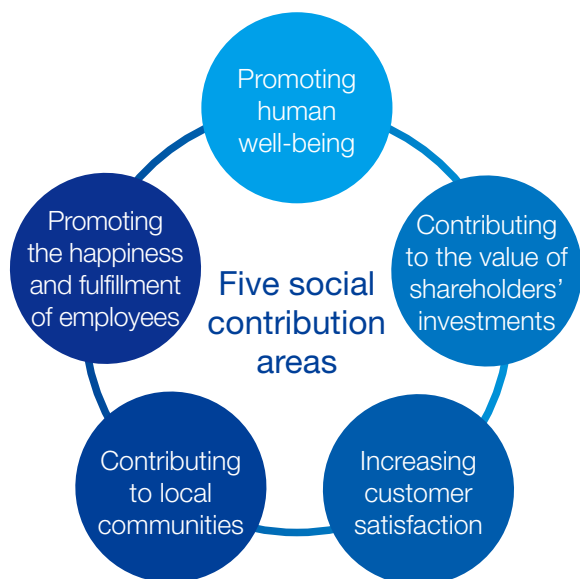 Promoting
human
well-being
Contributing
to the value of
shareholders’
investments
Increasing
customer
satisfaction
Contributing
to local
communities
Promoting
the happiness
and fulfillment
of employees
Five social
contribution
areas